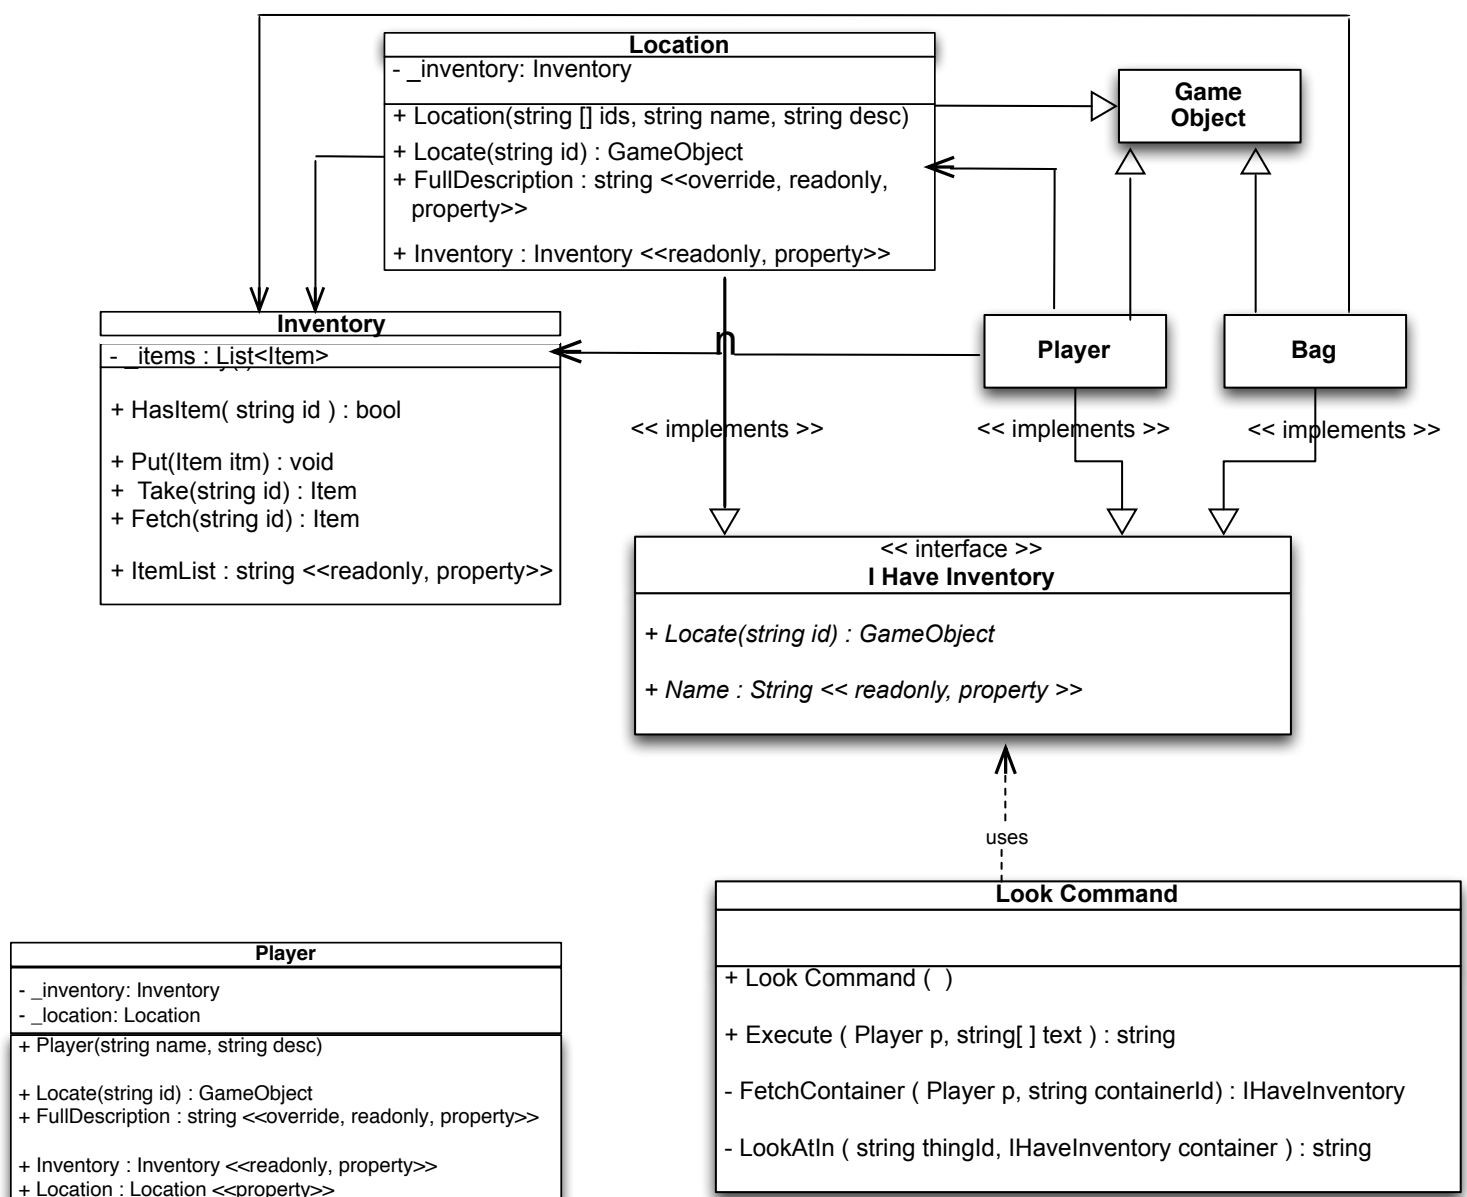 Location
- _inventory: Inventory
+ Location(string [] ids, string name, string desc)
+ Locate(string id) : GameObject
+ FullDescription : string <<override, readonly,
property>>
+ Inventory : Inventory <<readonly, property>>
Game
Object
Inventory
- _items : List<Item>
+ HasItem( string id ) : bool
+ Put(Item itm) : void
+ Take(string id) : Item
+ Fetch(string id) : Item
+ ItemList : string <<readonly, property>>
Player
Bag
<< implements >>
<< implements >>
<< implements >>
<< interface >>
I Have Inventory
+ Locate(string id) : GameObject
+ Name : String << readonly, property >>
uses
Look Command
+ Look Command ( )
+ Execute ( Player p, string[ ] text ) : string
- FetchContainer ( Player p, string containerId) : IHaveInventory
- LookAtIn ( string thingId, IHaveInventory container ) : string
Player
- _inventory: Inventory
- _location: Location
+ Player(string name, string desc)
+ Locate(string id) : GameObject
+ FullDescription : string <<override, readonly, property>>
+ Inventory : Inventory <<readonly, property>>
+ Location : Location <<property>>